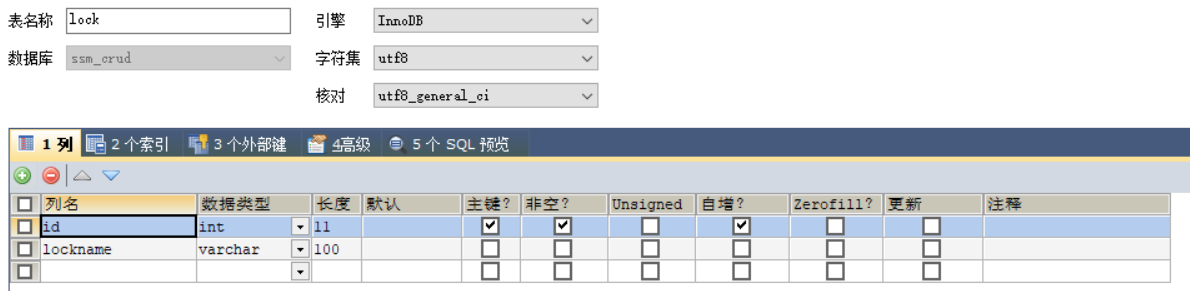 表名称 lock 引擎 InnoDB
数据库 ssm_crud 字符集 utf8
核对 utf8_general_ci
1 列 2 个索引 3 个外部键 4高级 5 个 SQL 预览
列名 数据类型 长度 默认 主键? 非空? Unsigned 自增? Zerofill? 更新 注释
id int 11
lockname varchar 100